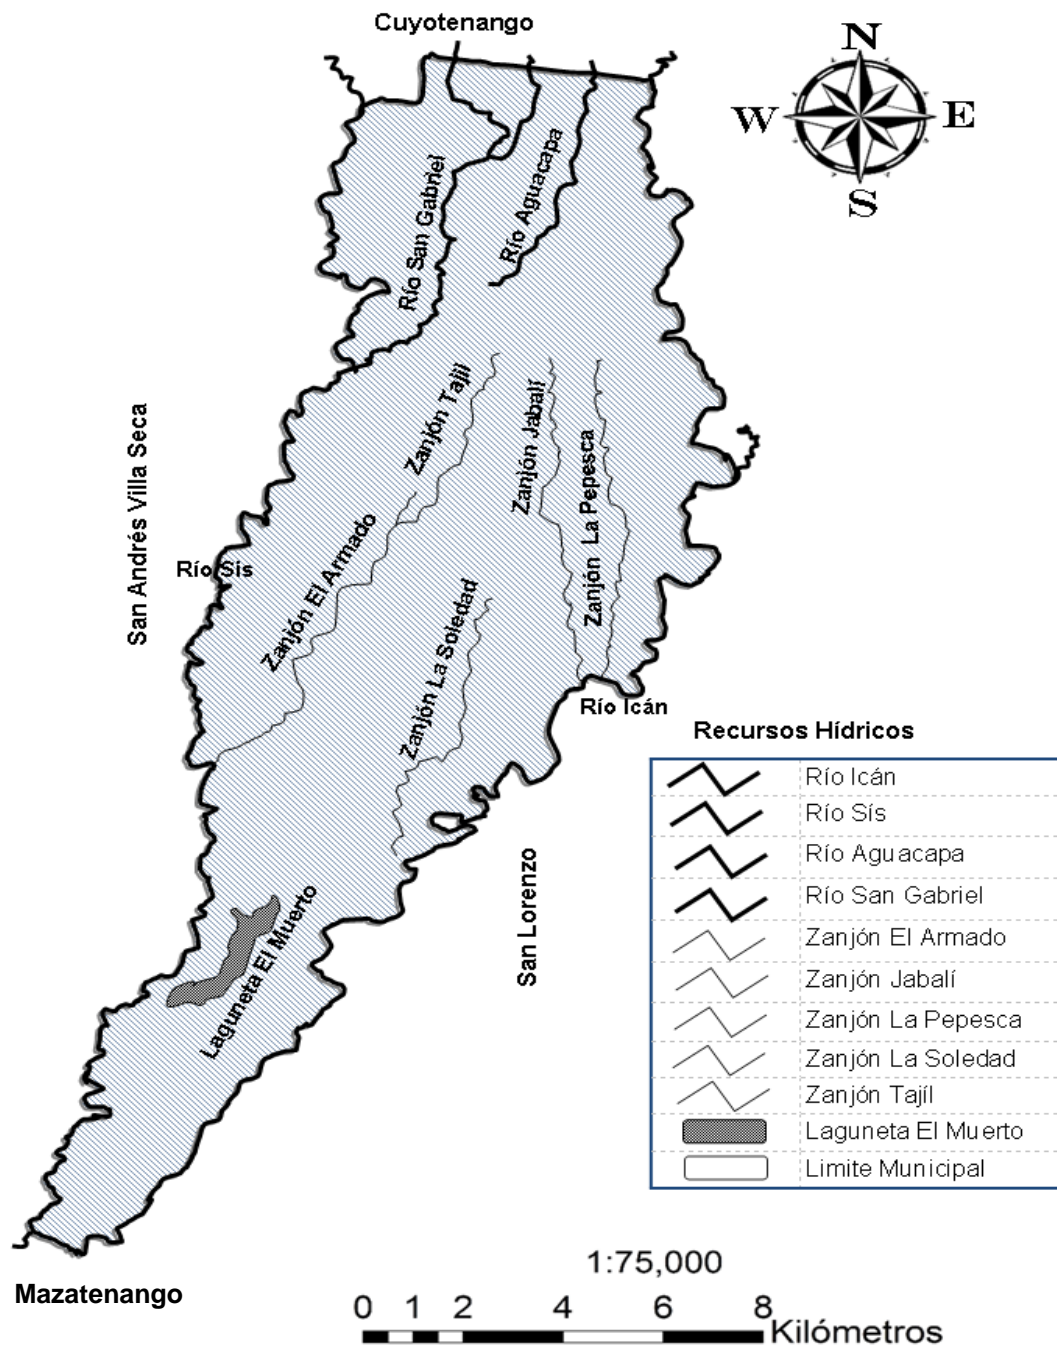 Cuyotenango
N
W
E
S
Río San Gabriel
Río Aguacapa
San Andrés Villa Seca
Zanjón Tajil
Zanjón Jabalí
Zanjón La Pepesca
Río Sis
Zanjón El Armado
Zanjón La Soledad
Río Icán
San Lorenzo
Laguneta El Muerto
Recursos Hídricos
Río Icán
Río Sís
Río Aguacapa
Río San Gabriel
Zanjón El Armado
Zanjón Jabalí
Zanjón La Pepesca
Zanjón La Soledad
Zanjón Tajíl
Laguneta El Muerto
Limite Municipal
Mazatenango
1:75,000
0 1 2 4 6 8
Kilómetros